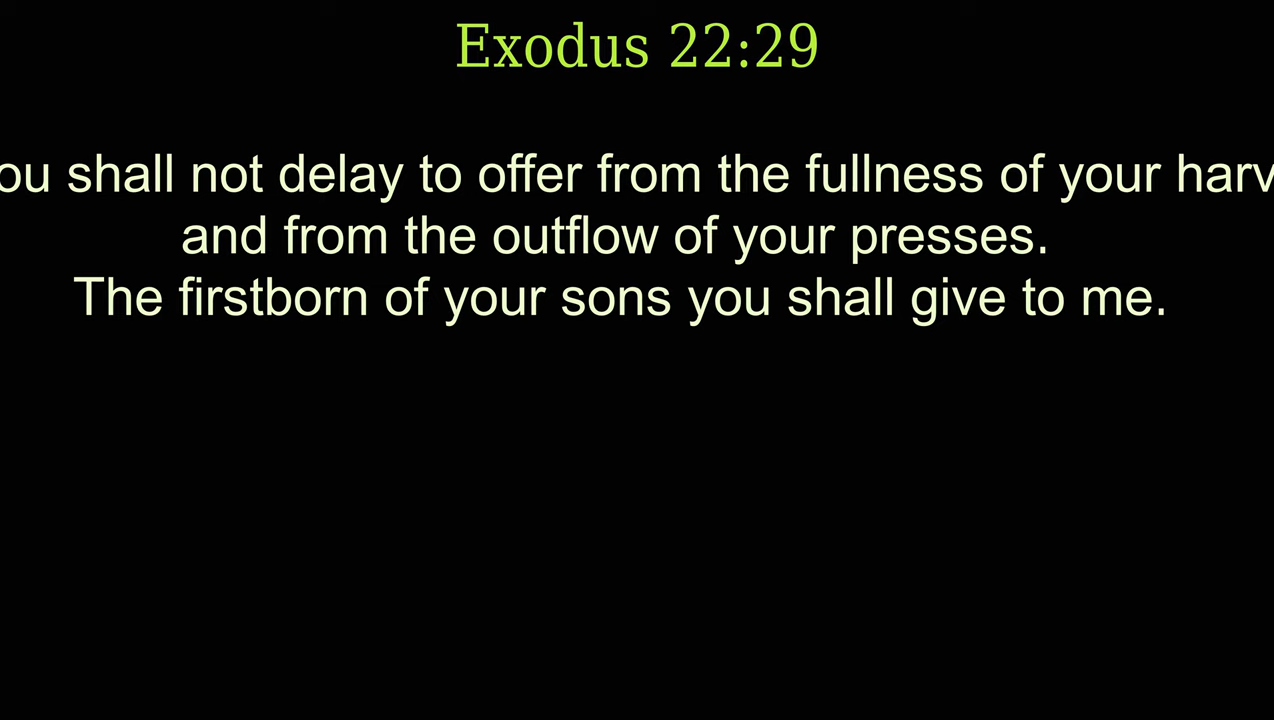 Exodus 22:29
ou shall not delay to offer from the fullness of your harv
and from the outflow of your presses.
The firstborn of your sons you shall give to me.